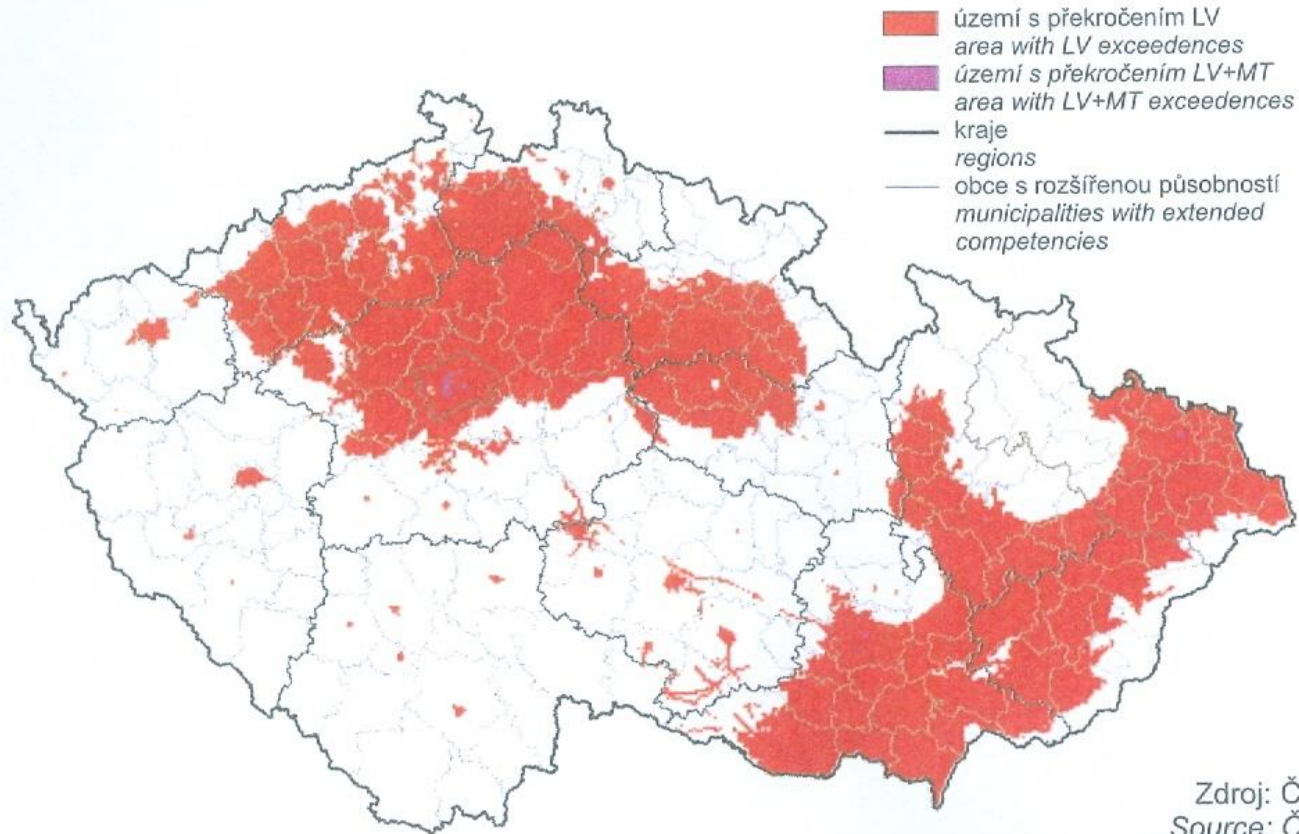 území s překročením LV
area with LV exceedences
území s překročením LV+MT
area with LV+MT exceedences
kraje
regions
obce s rozšířenou působností
municipalities with extended
competencies
Zdroj: Č
Source: Č